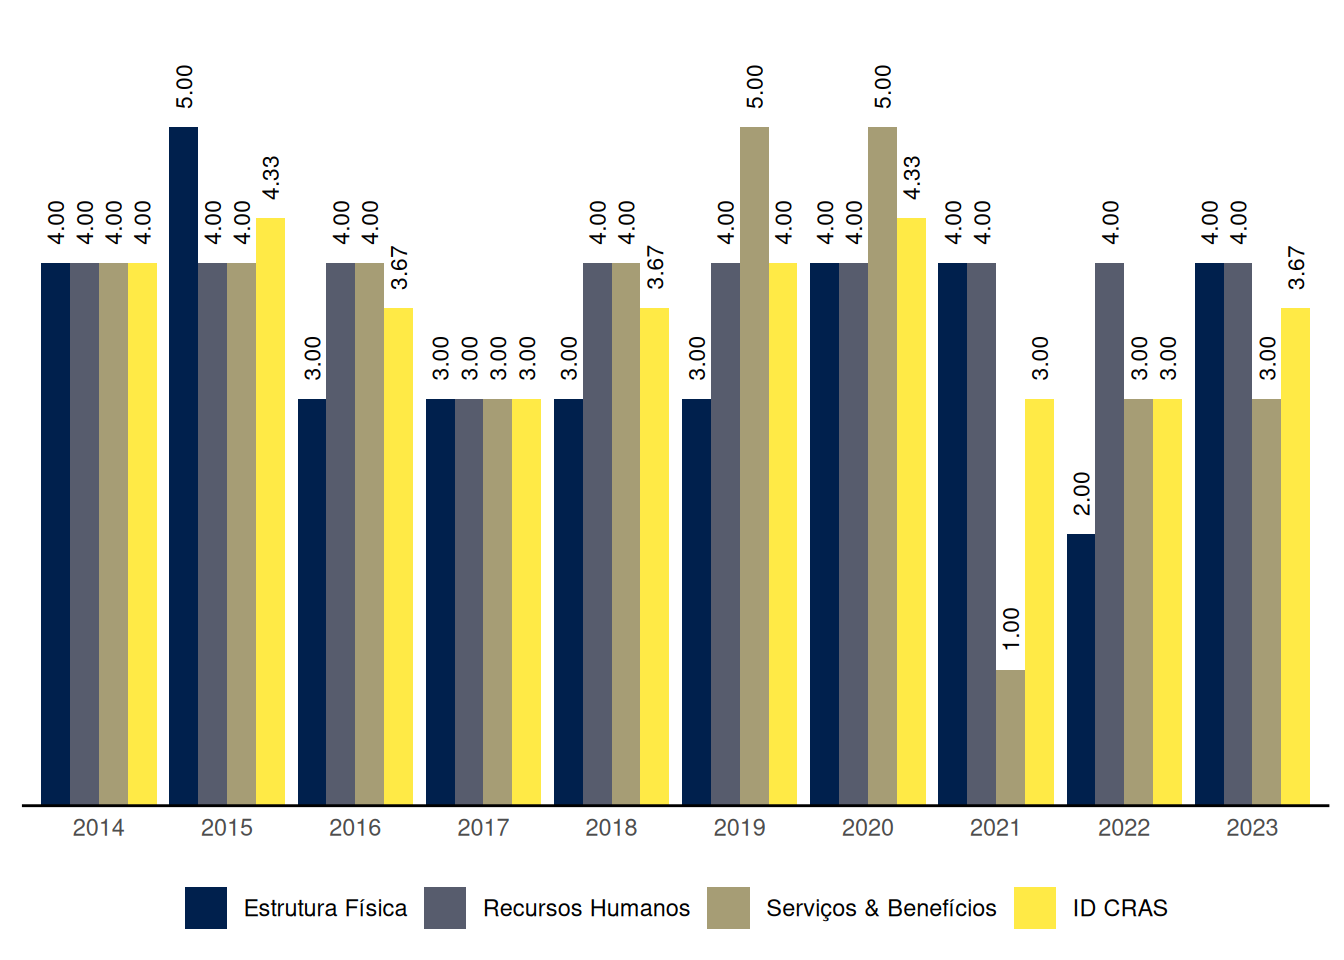 5.00 5.00 5.00
4.33 4.33
4.00 4.00 4.00 4.00 4.00 4.00 4.00 4.00 4.00 4.00 4.00 4.00 4.00 4.00 4.00 4.00 4.00 4.00 4.00
3.67 3.67 3.67
3.00 3.00 3.00 3.00 3.00 3.00 3.00 3.00 3.00 3.00 3.00
2.00
1.00
2014 2015 2016 2017 2018 2019 2020 2021 2022 2023
Estrutura Física Recursos Humanos Serviços & Benefícios ID CRAS